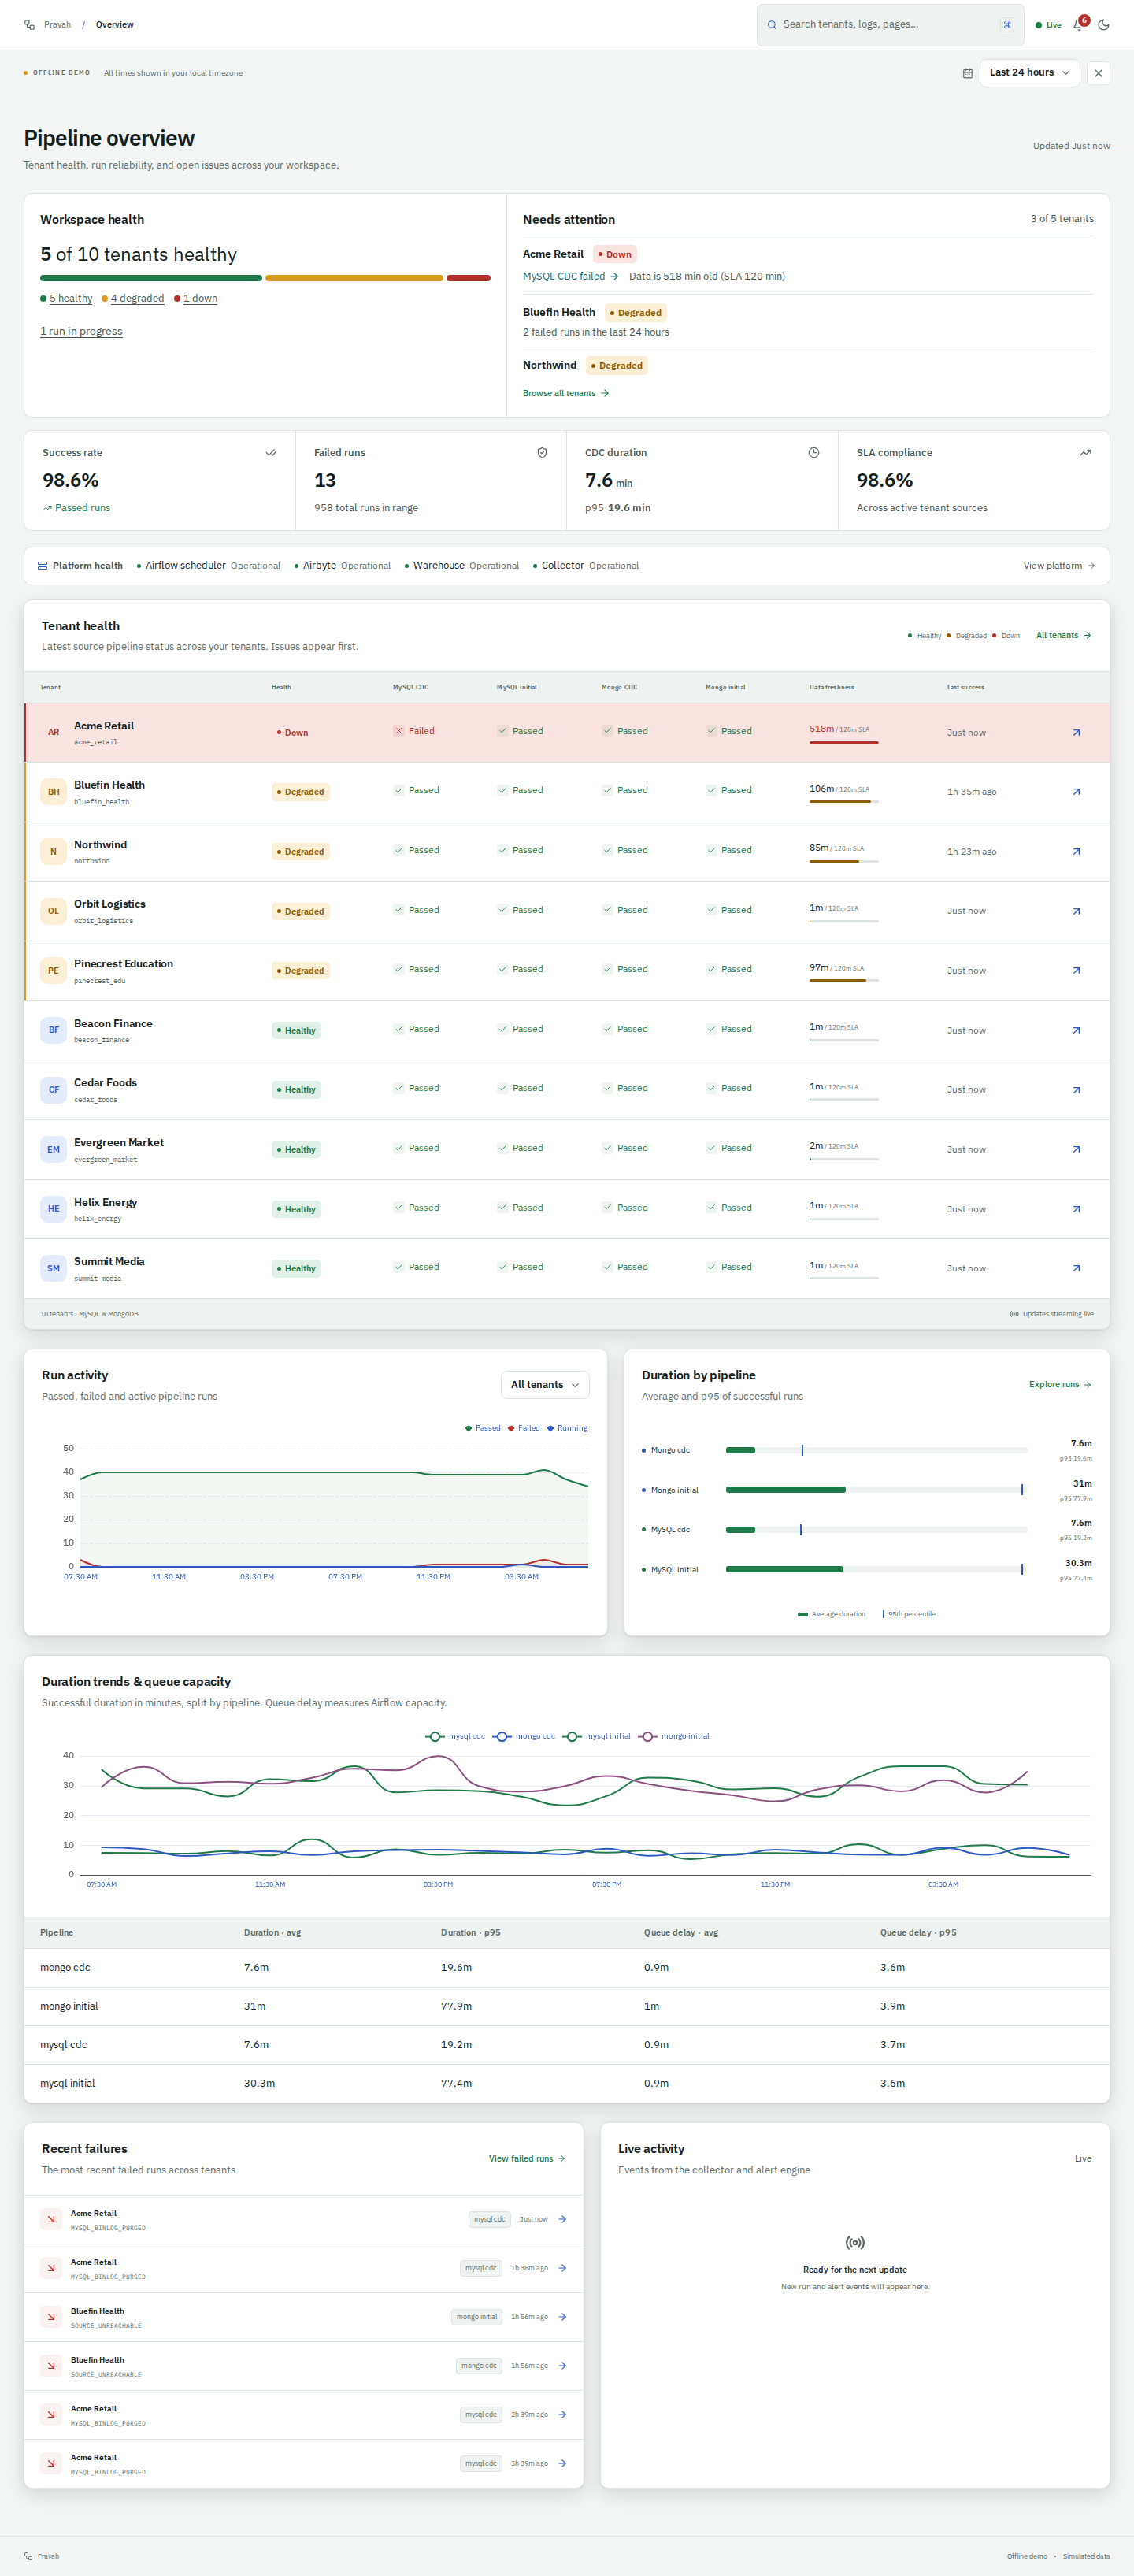 Pravah / Overview
Search tenants, logs, pages... ⌘
Live 6
OFFLINE DEMO All times shown in your local timezone
Last 24 hours
Pipeline overview
Tenant health, run reliability, and open issues across your workspace.
Updated Just now
Workspace health
5 of 10 tenants healthy
5 healthy 4 degraded 1 down
1 run in progress
Needs attention 3 of 5 tenants
Acme Retail Down
MySQL CDC failed → Data is 518 min old (SLA 120 min)
Bluefin Health Degraded
2 failed runs in the last 24 hours
Northwind Degraded
Browse all tenants →
Success rate
98.6%
Passed runs
Failed runs
13
958 total runs in range
CDC duration
7.6 min
p95 19.6 min
SLA compliance
98.6%
Across active tenant sources
Platform health Airflow scheduler Operational Airbyte Operational Warehouse Operational Collector Operational View platform →
Tenant health
Latest source pipeline status across your tenants. Issues appear first.
Healthy Degraded Down All tenants →
Tenant Health MySQL CDC MySQL initial Mongo CDC Mongo initial Data freshness Last success
AR Acme Retail Down Failed Passed Passed Passed 518m / 120m SLA Just now
acme_retail
BH Bluefin Health Degraded Passed Passed Passed Passed 106m / 120m SLA 1h 35m ago
bluefin_health
N Northwind Degraded Passed Passed Passed Passed 85m / 120m SLA 1h 23m ago
northwind
OL Orbit Logistics Degraded Passed Passed Passed Passed 1m / 120m SLA Just now
orbit_logistics
PE Pinecrest Education Degraded Passed Passed Passed Passed 97m / 120m SLA Just now
pinecrest_edu
BF Beacon Finance Healthy Passed Passed Passed Passed 1m / 120m SLA Just now
beacon_finance
CF Cedar Foods Healthy Passed Passed Passed Passed 1m / 120m SLA Just now
cedar_foods
EM Evergreen Market Healthy Passed Passed Passed Passed 2m / 120m SLA Just now
evergreen_market
HE Helix Energy Healthy Passed Passed Passed Passed 1m / 120m SLA Just now
helix_energy
SM Summit Media Healthy Passed Passed Passed Passed 1m / 120m SLA Just now
summit_media
10 tenants · MySQL & MongoDB Updates streaming live
Run activity
Passed, failed and active pipeline runs
All tenants
Passed Failed Running
50
40
30
20
10
0
07:30 AM 11:30 AM 03:30 PM 07:30 PM 11:30 PM 03:30 AM
Duration by pipeline
Average and p95 of successful runs
Explore runs →
Mongo cdc 7.6m
p95 19.6m
Mongo initial 31m
p95 77.9m
MySQL cdc 7.6m
p95 19.2m
MySQL initial 30.3m
p95 77.4m
Average duration 95th percentile
Duration trends & queue capacity
Successful duration in minutes, split by pipeline. Queue delay measures Airflow capacity.
mysql cdc mongo cdc mysql initial mongo initial
40
30
20
10
0
07:30 AM 11:30 AM 03:30 PM 07:30 PM 11:30 PM 03:30 AM
Pipeline Duration · avg Duration · p95 Queue delay · avg Queue delay · p95
mongo cdc 7.6m 19.6m 0.9m 3.6m
mongo initial 31m 77.9m 1m 3.9m
mysql cdc 7.6m 19.2m 0.9m 3.7m
mysql initial 30.3m 77.4m 0.9m 3.6m
Recent failures
The most recent failed runs across tenants
View failed runs →
Acme Retail mysql cdc Just now
MYSQL_BINLOG_PURGED
Acme Retail mysql cdc 1h 38m ago
MYSQL_BINLOG_PURGED
Bluefin Health mongo initial 1h 56m ago
SOURCE_UNREACHABLE
Bluefin Health mongo cdc 1h 56m ago
SOURCE_UNREACHABLE
Acme Retail mysql cdc 2h 39m ago
MYSQL_BINLOG_PURGED
Acme Retail mysql cdc 3h 39m ago
MYSQL_BINLOG_PURGED
Live activity
Events from the collector and alert engine
Live
Ready for the next update
New run and alert events will appear here.
Pravah Offline demo • Simulated data